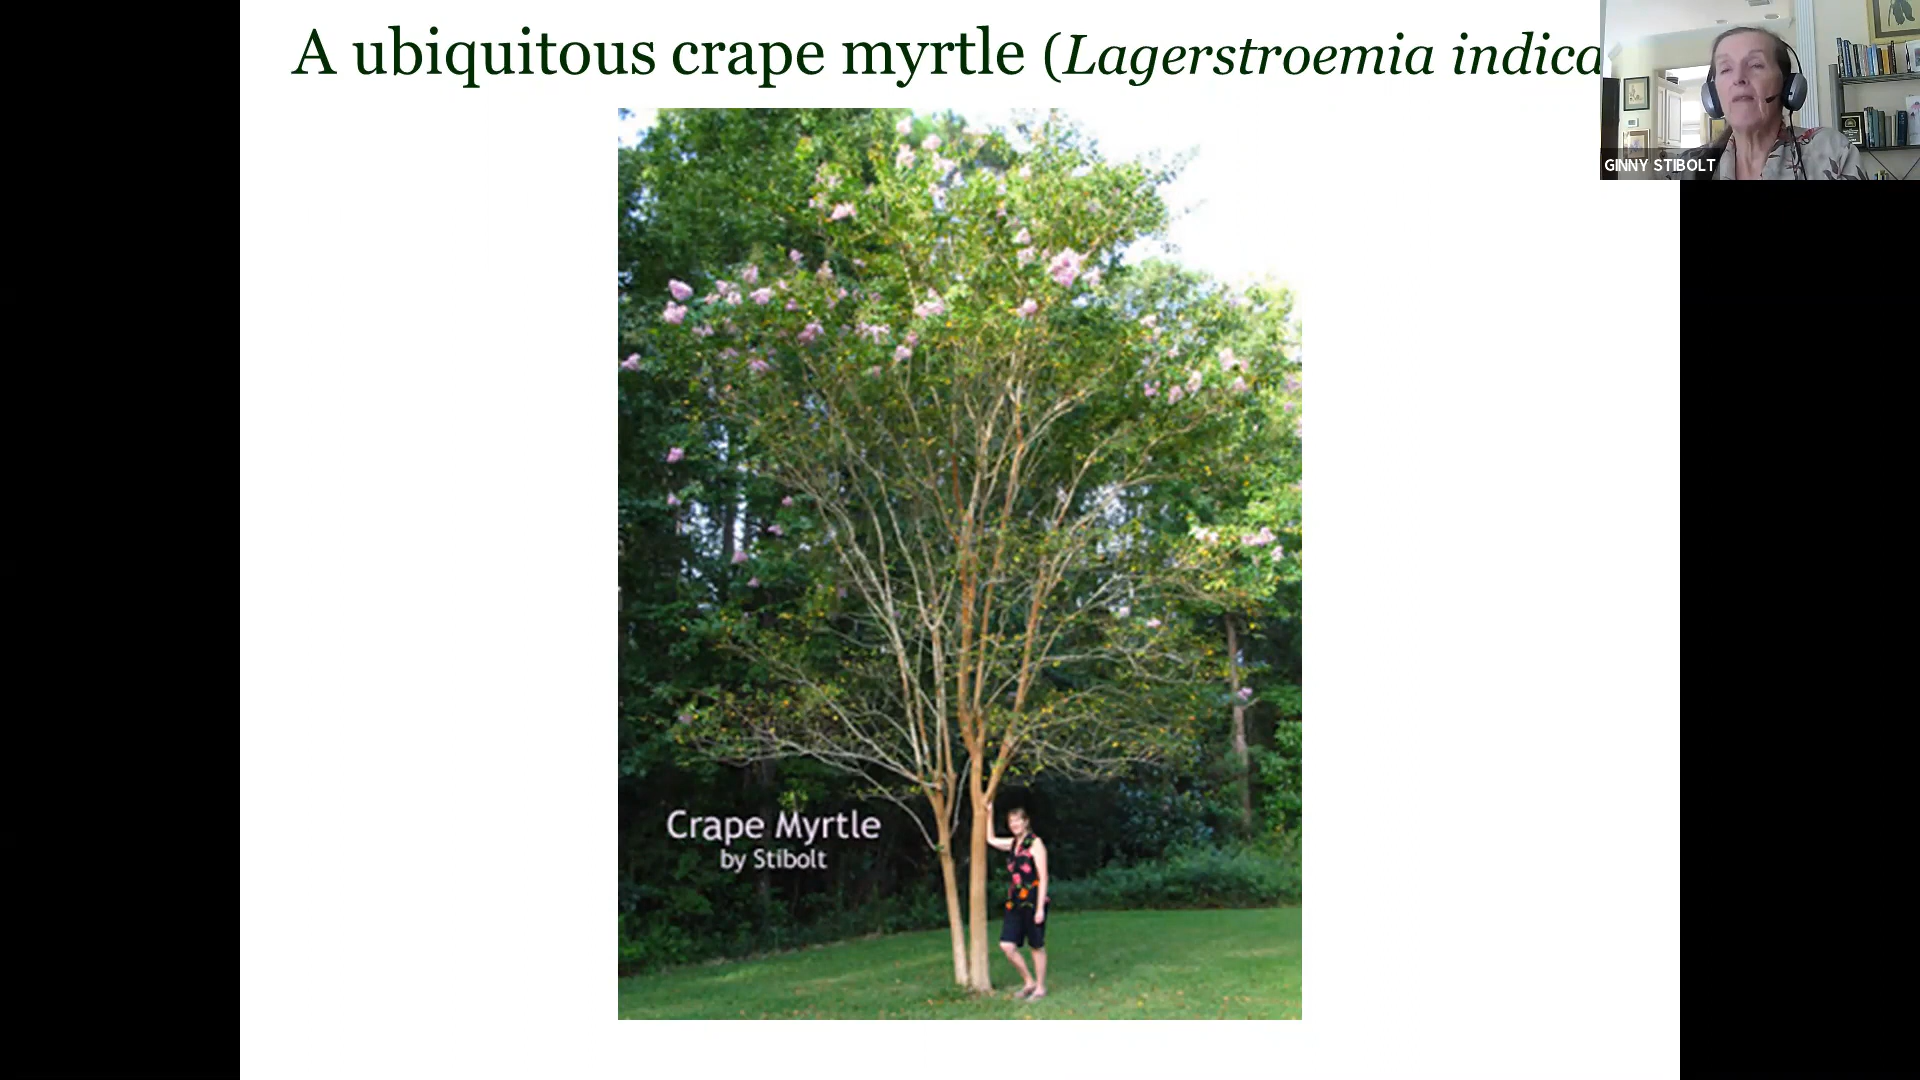 A ubiquitous crape myrtle (Lagerstroemia indica
GINNY STIBOLT
Crape Myrtle
by Stibolt